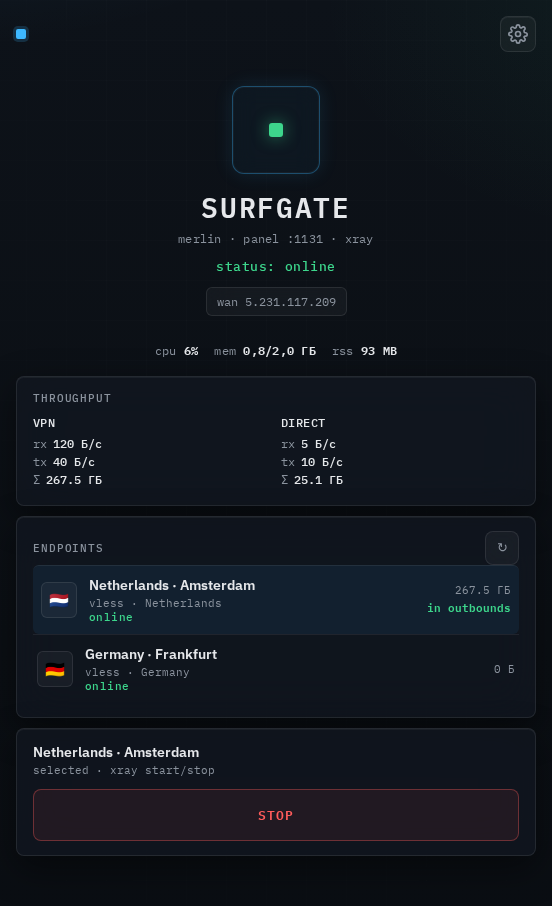 SURFGATE
merlin · panel :1131 · xray
status: online
wan 5.231.117.209
cpu 6% mem 0,8/2,0 ГБ rss 93 MB
THROUGHPUT
VPN
rx 120 Б/с
tx 40 Б/с
Σ 267.5 ГБ
DIRECT
rx 5 Б/с
tx 10 Б/с
Σ 25.1 ГБ
ENDPOINTS
↻
Netherlands · Amsterdam
vless · Netherlands
online
267.5 ГБ
in outbounds
Germany · Frankfurt
vless · Germany
online
0 Б
Netherlands · Amsterdam
selected · xray start/stop
STOP